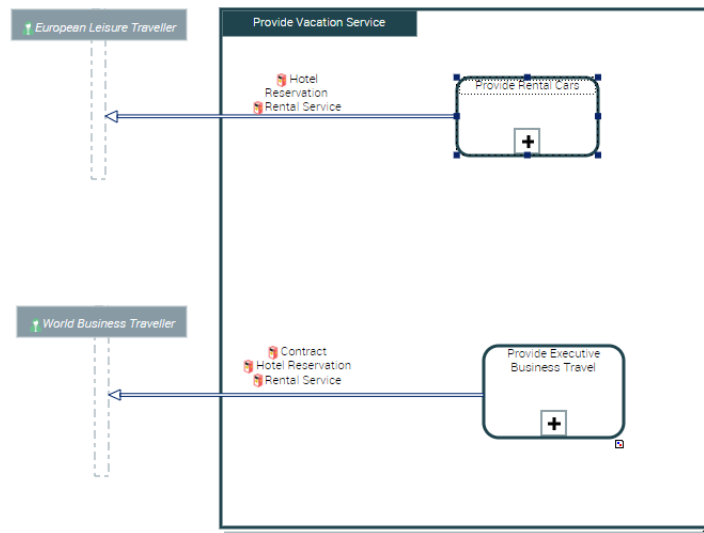 European Leisure Traveller
Provide Vacation Service
Hotel
Reservation
Rental Service
Provide Rental Cars
World Business Traveller
Contract
Hotel Reservation
Rental Service
Provide Executive
Business Travel